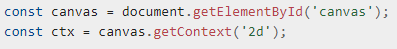 const canvas = document.getElementById('canvas');
const ctx = canvas.getContext('2d');